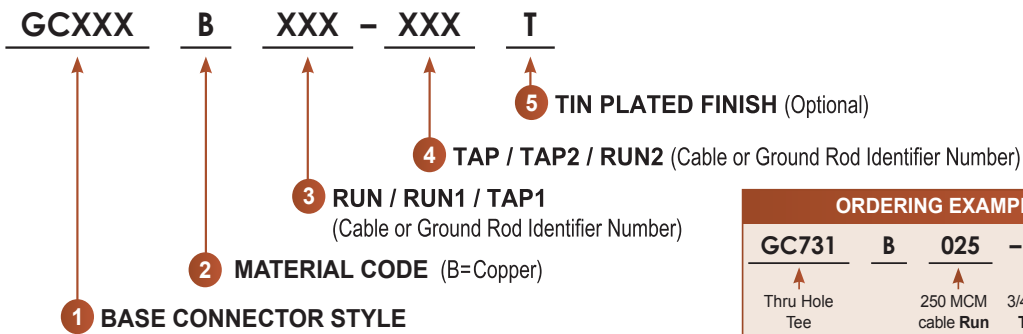 GCXXX B XXX – XXX T
5 TIN PLATED FINISH (Optional)
4 TAP / TAP2 / RUN2 (Cable or Ground Rod Identifier Number)
3 RUN / RUN1 / TAP1
(Cable or Ground Rod Identifier Number)
2 MATERIAL CODE (B=Copper)
1 BASE CONNECTOR STYLE
ORDERING
GC731 B 025 –
Thru Hole 250 MCM
Tee cable Run